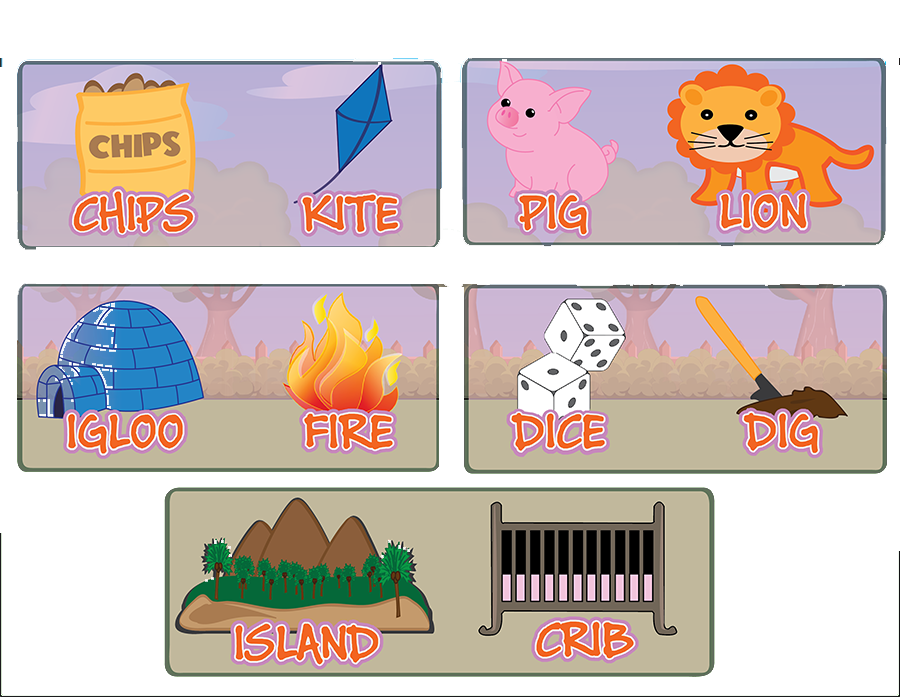 CHIPS
CHIPS KITE
PIG LION
IGLOO FIRE
DICE DIG
ISLAND CRIB